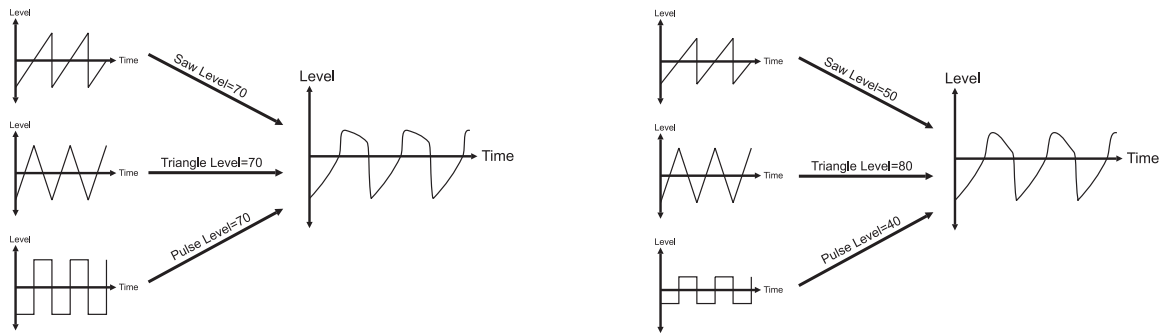 Level
Time
Saw Level=70
Level
Time
Level
Time
Triangle Level=70
Level
Time
Pulse Level=70
Level
Time
Saw Level=50
Level
Time
Level
Time
Triangle Level=80
Level
Time
Pulse Level=40